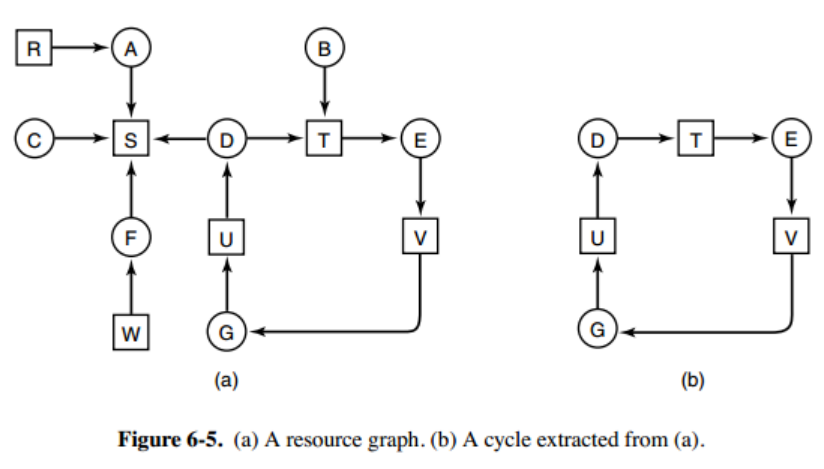 R A B
C S D T E D T E
F U V U V
W G G
(a) (b)
Figure 6-5. (a) A resource graph. (b) A cycle extracted from (a).